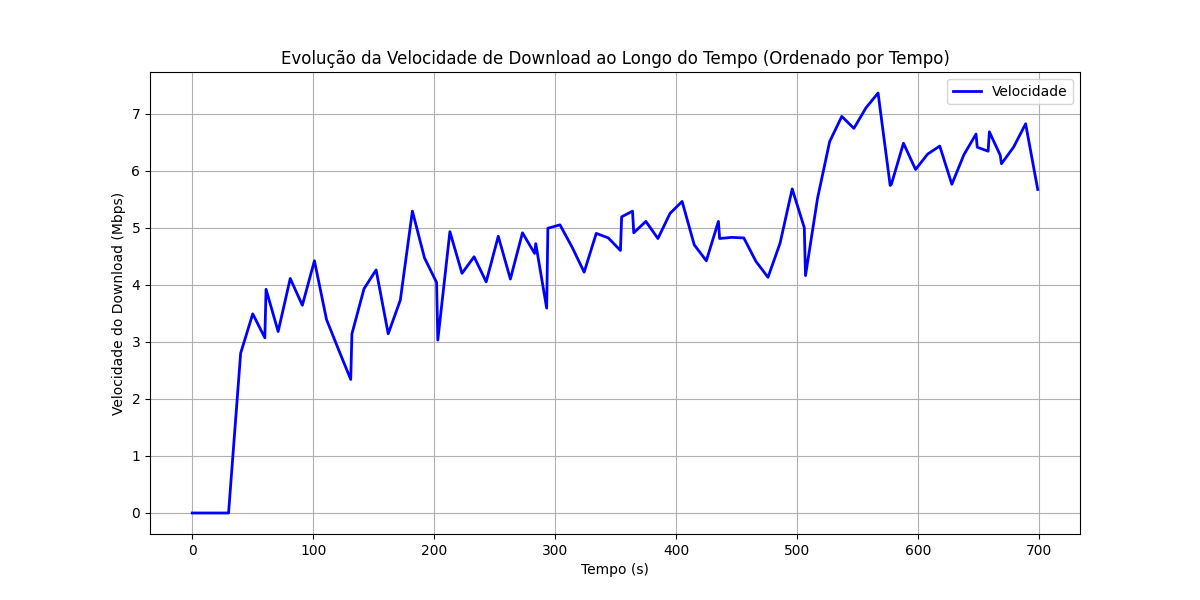 Evolução da Velocidade de Download ao Longo do Tempo (Ordenado por Tempo)
Velocidade
Velocidade do Download (Mbps)
7
6
5
4
3
2
1
0
0 100 200 300 400 500 600 700
Tempo (s)